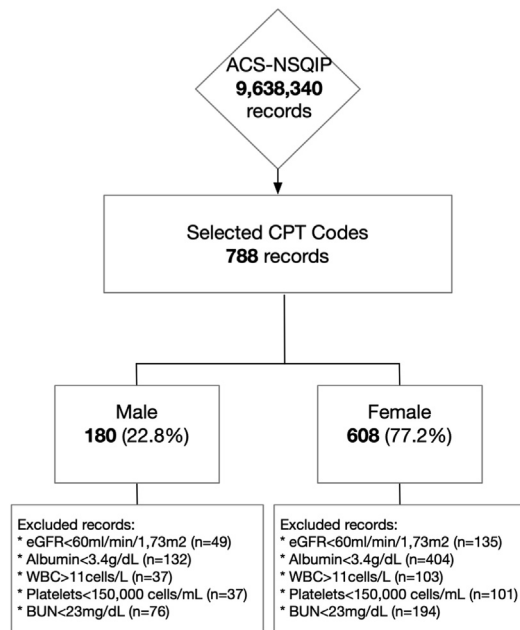 ACS-NSQIP
9,638,340
records
Selected CPT Codes
788 records
Male
180 (22.8%)
Female
608 (77.2%)
Excluded records:
* eGFR<60ml/min/1,73m2 (n=49)
* Albumin<3.4g/dL (n=132)
* WBC>11cells/L (n=37)
* Platelets<150,000 cells/mL (n=37)
* BUN<23mg/dL (n=76)
Excluded records:
* eGFR<60ml/min/1,73m2 (n=135)
* Albumin<3.4g/dL (n=404)
* WBC>11cells/L (n=103)
* Platelets<150,000 cells/mL (n=101)
* BUN<23mg/dL (n=194)